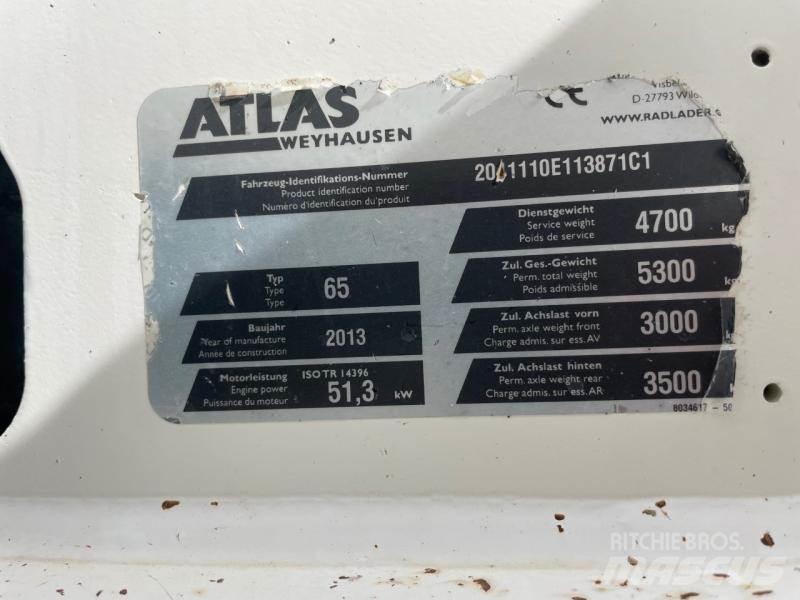 ATLAS
WEYHAUSEN
D-27793
WWW.RADLADER.
Fahrzeug-Identifikations-Nummer
Product identification number
Numéro d'identification du produit
2041110E113871C1
Dienstgewicht
Service weight
Poids de service
4700 kg
Zul. Ges.-Gewicht
Perm. total weight
Poids admissible
5300
Typ
Type
Type
65
Zul. Achslast vorn
Perm. axle weight front
Charge admis. sur ess. AV
3000
Baujahr
Year of manufacture
Année de construction
2013
Zul. Achslast hinten
Perm. axle weight rear
Charge admis. sur ess. AR
3500
Motorleistung ISO TR 14396
Engine power
Puissance du moteur
51,3 kW
8034617 - 50
RITCHIE BROS.
MASCUS